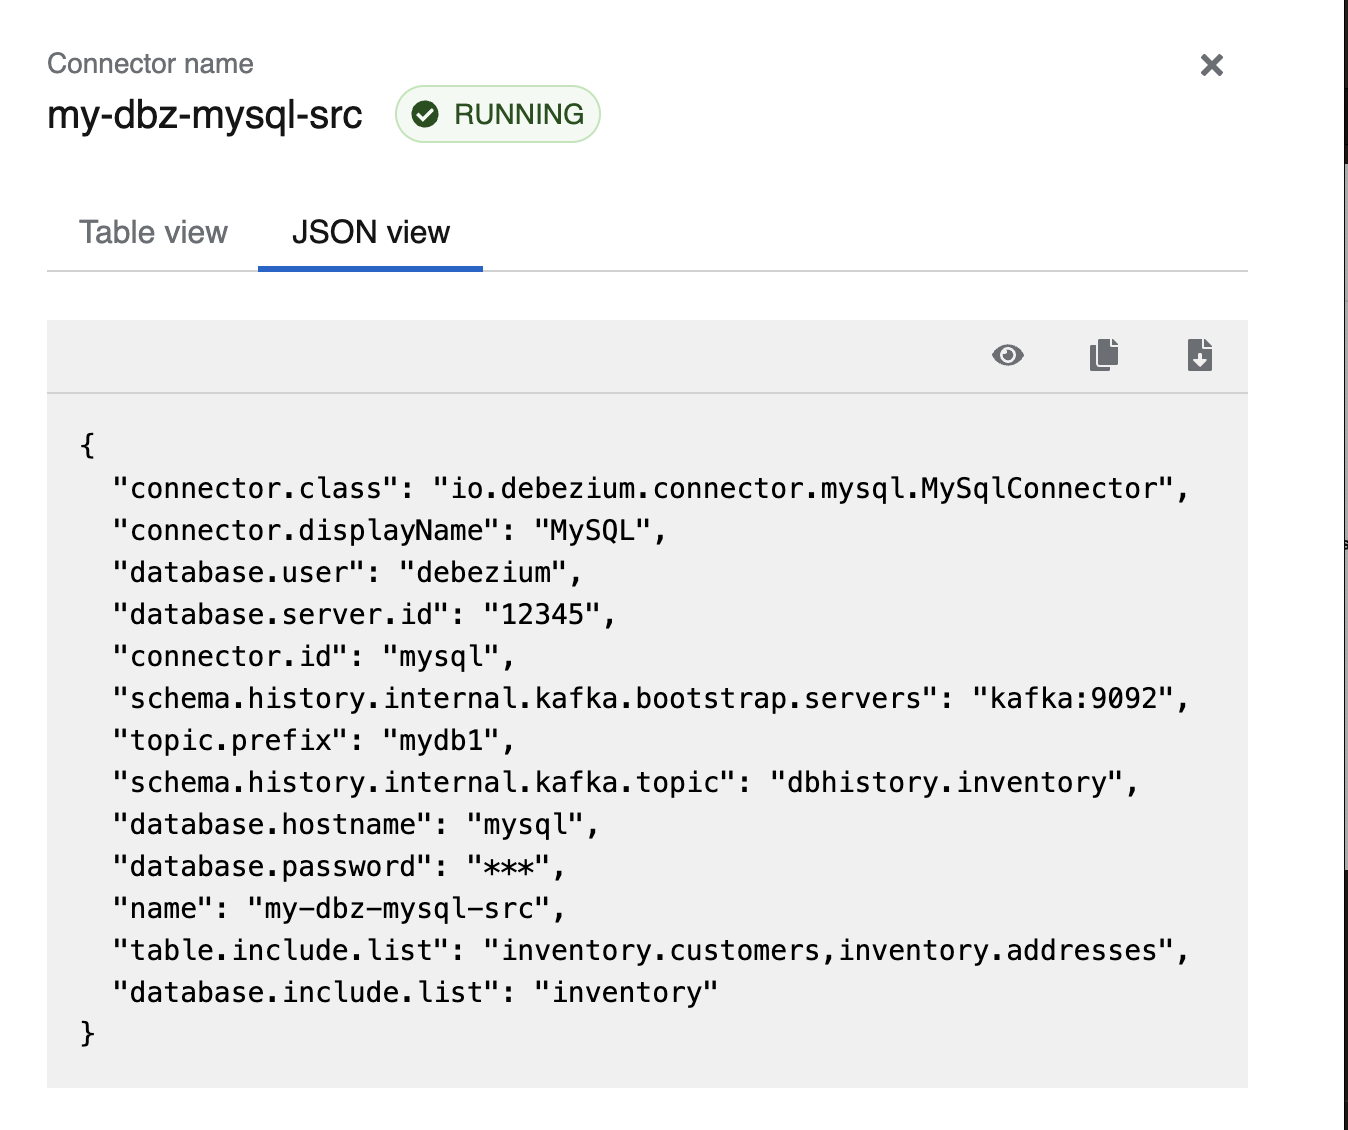 Connector name
my-dbz-mysql-src RUNNING
Table view JSON view
{
  "connector.class": "io.debezium.connector.mysql.MySqlConnector",
  "connector.displayName": "MySQL",
  "database.user": "debezium",
  "database.server.id": "12345",
  "connector.id": "mysql",
  "schema.history.internal.kafka.bootstrap.servers": "kafka:9092",
  "topic.prefix": "mydb1",
  "schema.history.internal.kafka.topic": "dbhistory.inventory",
  "database.hostname": "mysql",
  "database.password": "***",
  "name": "my-dbz-mysql-src",
  "table.include.list": "inventory.customers,inventory.addresses",
  "database.include.list": "inventory"
}